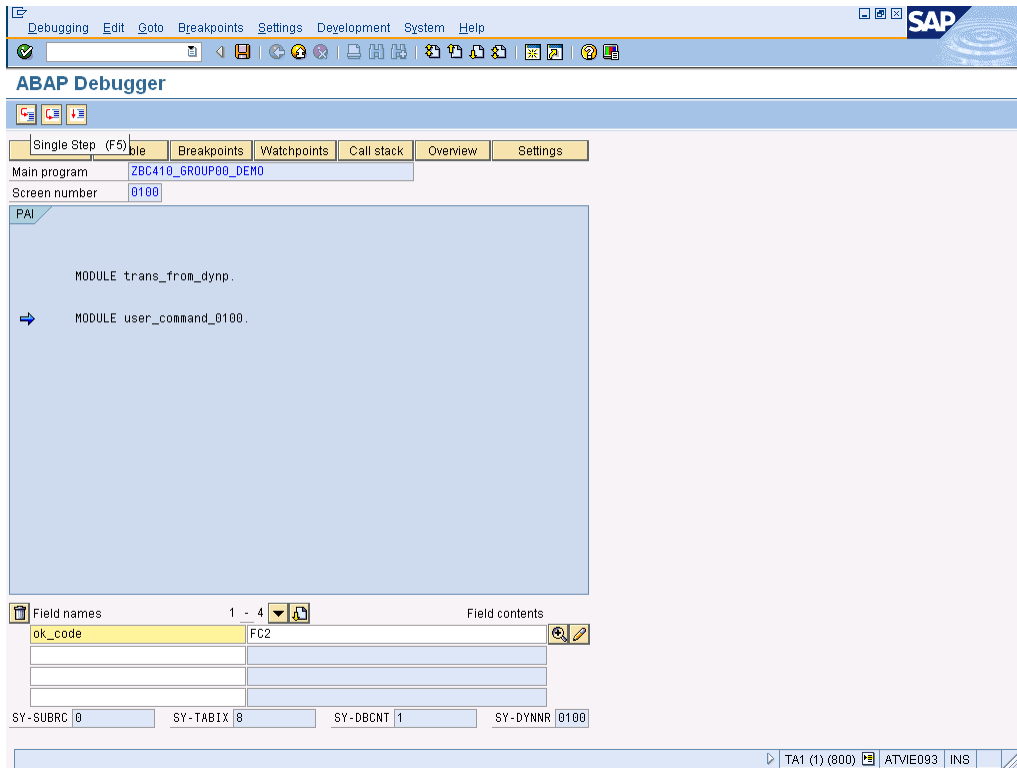 Debugging Edit Goto Breakpoints Settings Development System Help
SAP
ABAP Debugger
Single Step (F5)
ble Breakpoints Watchpoints Call stack Overview Settings
Main program ZBC410_GROUP00_DEMO
Screen number 0100
PAI
MODULE trans_from_dynp.
MODULE user_command_0100.
Field names 1 - 4 Field contents
ok_code FC2
SY-SUBRC 0 SY-TABIX 8 SY-DBCNT 1 SY-DYNNR 0100
TA1 (1) (800) ATVIE093 INS